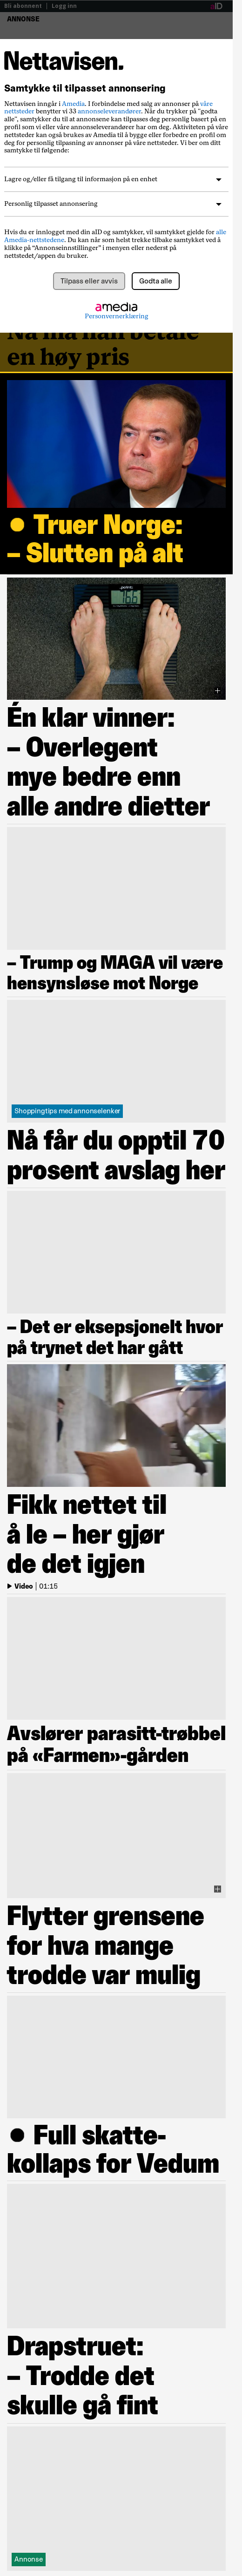 Bli abonnent | Logg inn
aID
ANNONSE
Nettavisen.
Samtykke til tilpasset annonsering
Nettavisen inngår i Amedia. I forbindelse med salg av annonser på våre
nettsteder benytter vi 33 annonseleverandører. Når du trykker på "godta
alle", samtykker du til at annonsene kan tilpasses deg personlig basert på en
profil som vi eller våre annonseleverandører har om deg. Aktiviteten på våre
nettsted kan også brukes av Amedia til å bygge eller forbedre en profil om deg
for personlig tilpasning av annonser på våre nettsteder. Vi ber om ditt
samtykke til følgende:
Lagre og/eller få tilgang til informasjon på en enhet
Personlig tilpasset annonsering
Hvis du er innlogget med din aID og samtykker, vil samtykket gjelde for alle
Amedia-nettstedene. Du kan når som helst trekke tilbake samtykket ved å
klikke på “Annonseinnstillinger” i menyen eller bunnen på
nettstedet/appen du bruker.
Tilpass eller avvis
Godta alle
amedia
Personvernerklæring
Nå må han betale
en høy pris
● Truer Norge:
– Slutten på alt
Én klar vinner:
– Overlegent
mye bedre enn
alle andre dietter
– Trump og MAGA vil være
hensynsløse mot Norge
Shoppingtips med annonselenker
Nå får du opptil 70
prosent avslag her
– Det er eksepsjonelt hvor
på trynet det har gått
Fikk nettet til
å le – her gjør
de det igjen
Video | 01:15
Avslører parasitt-trøbbel
på «Farmen»-gården
Flytter grensene
for hva mange
trodde var mulig
● Full skatte-
kollaps for Vedum
Drapstruet:
– Trodde det
skulle gå fint
Annonse